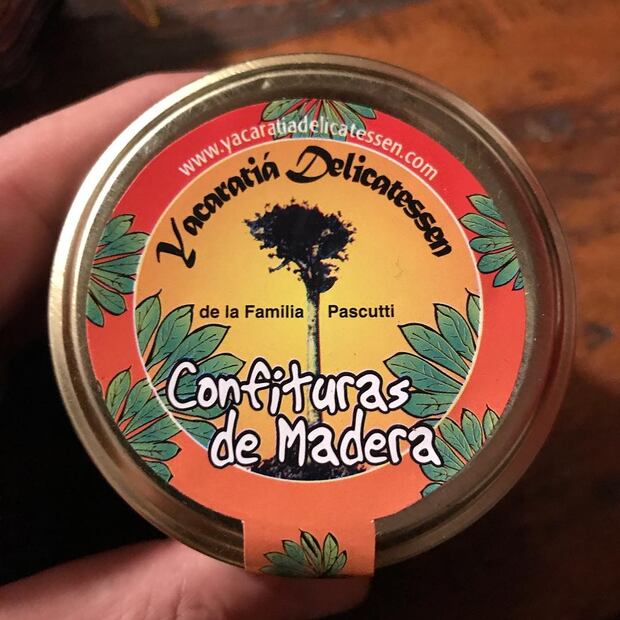 www.yacaratiadelicatessen.com
Yacaratiá Delicatessen
de la Familia Pascutti
Confituras
de Madera